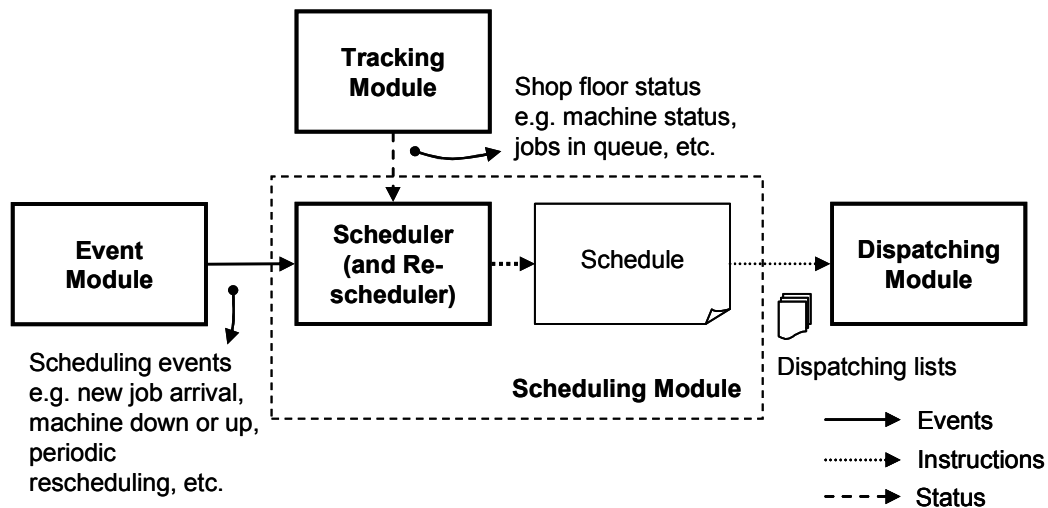 Tracking
Module
Shop floor status
e.g. machine status,
jobs in queue, etc.
Event
Module
Scheduler
(and Re-
scheduler)
Schedule
Dispatching
Module
Scheduling events
e.g. new job arrival,
machine down or up,
periodic
rescheduling, etc.
Scheduling Module
Dispatching lists
Events
Instructions
Status